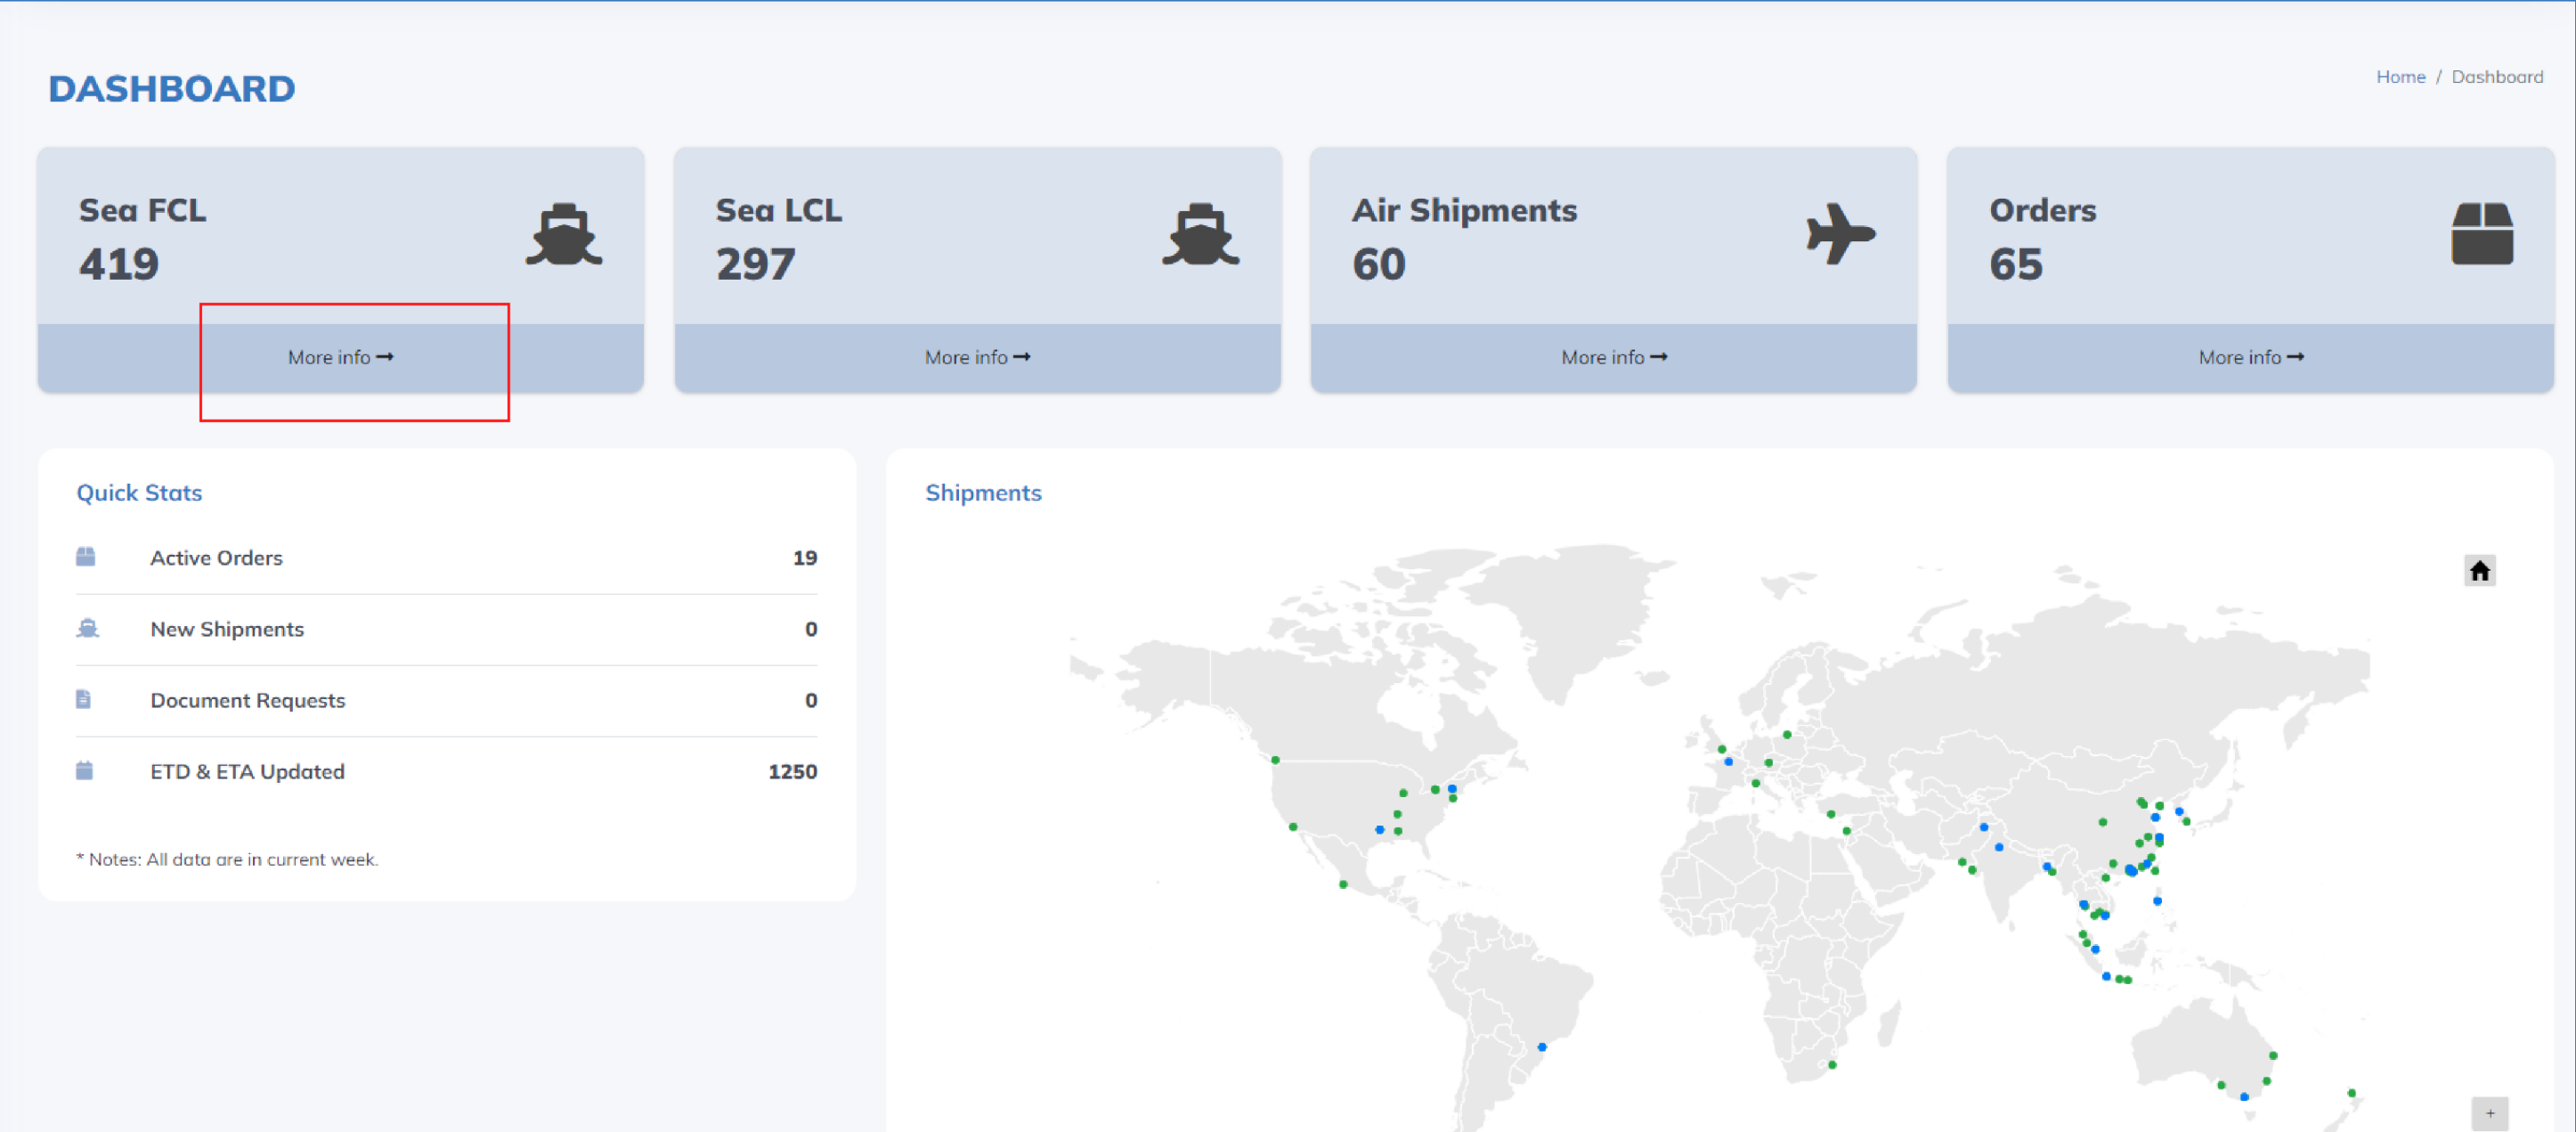 DASHBOARD
Home / Dashboard
Sea FCL
419
More info
Sea LCL
297
More info
Air Shipments
60
More info
Orders
65
More info
Quick Stats
Active Orders 19
New Shipments 0
Document Requests 0
ETD & ETA Updated 1250
* Notes: All data are in current week.
Shipments
+